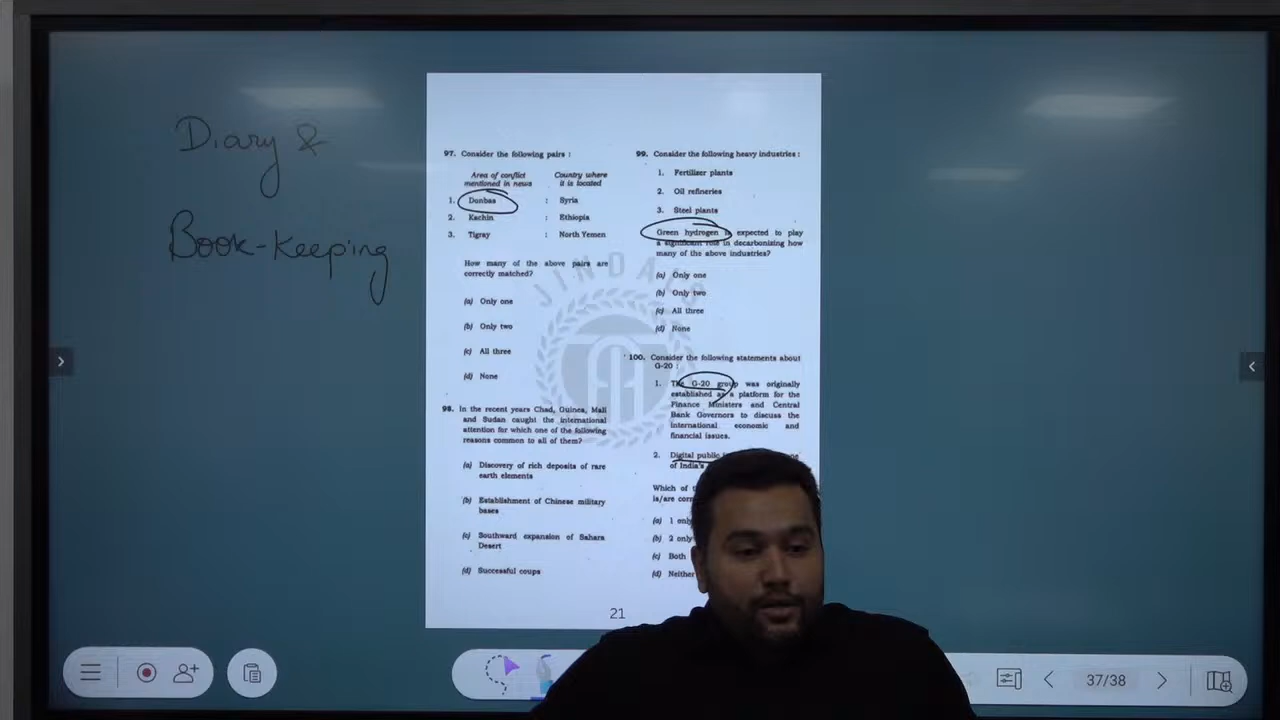 Diary &
Book-Keeping
97. Consider the following pairs :
Area of conflict mentioned in news
Country where it is located
1. Donbas : Syria
2. Kachin : Ethiopia
3. Tigray : North Yemen
How many of the above pairs are
correctly matched?
(a) Only one
(b) Only two
(c) All three
(d) None
98. In the recent years Chad, Guinea, Mali
and Sudan caught the international
attention for which one of the following
reasons common to all of them?
(a) Discovery of rich deposits of rare
earth elements
(b) Establishment of Chinese military
bases
(c) Southward expansion of Sahara
Desert
(d) Successful coups
99. Consider the following heavy industries :
1. Fertilizer plants
2. Oil refineries
3. Steel plants
Green hydrogen is expected to play
a significant role in decarbonizing how
many of the above industries?
(a) Only one
(b) Only two
(c) All three
(d) None
100. Consider the following statements about
G-20 :
1. The G-20 group was originally
established as a platform for the
Finance Ministers and Central
Bank Governors to discuss the
international economic and
financial issues.
2. Digital public
of India's
Which of
is/are
(a) 1 only
(b) 2 only
(c) Both
(d) Neither
21
37/38